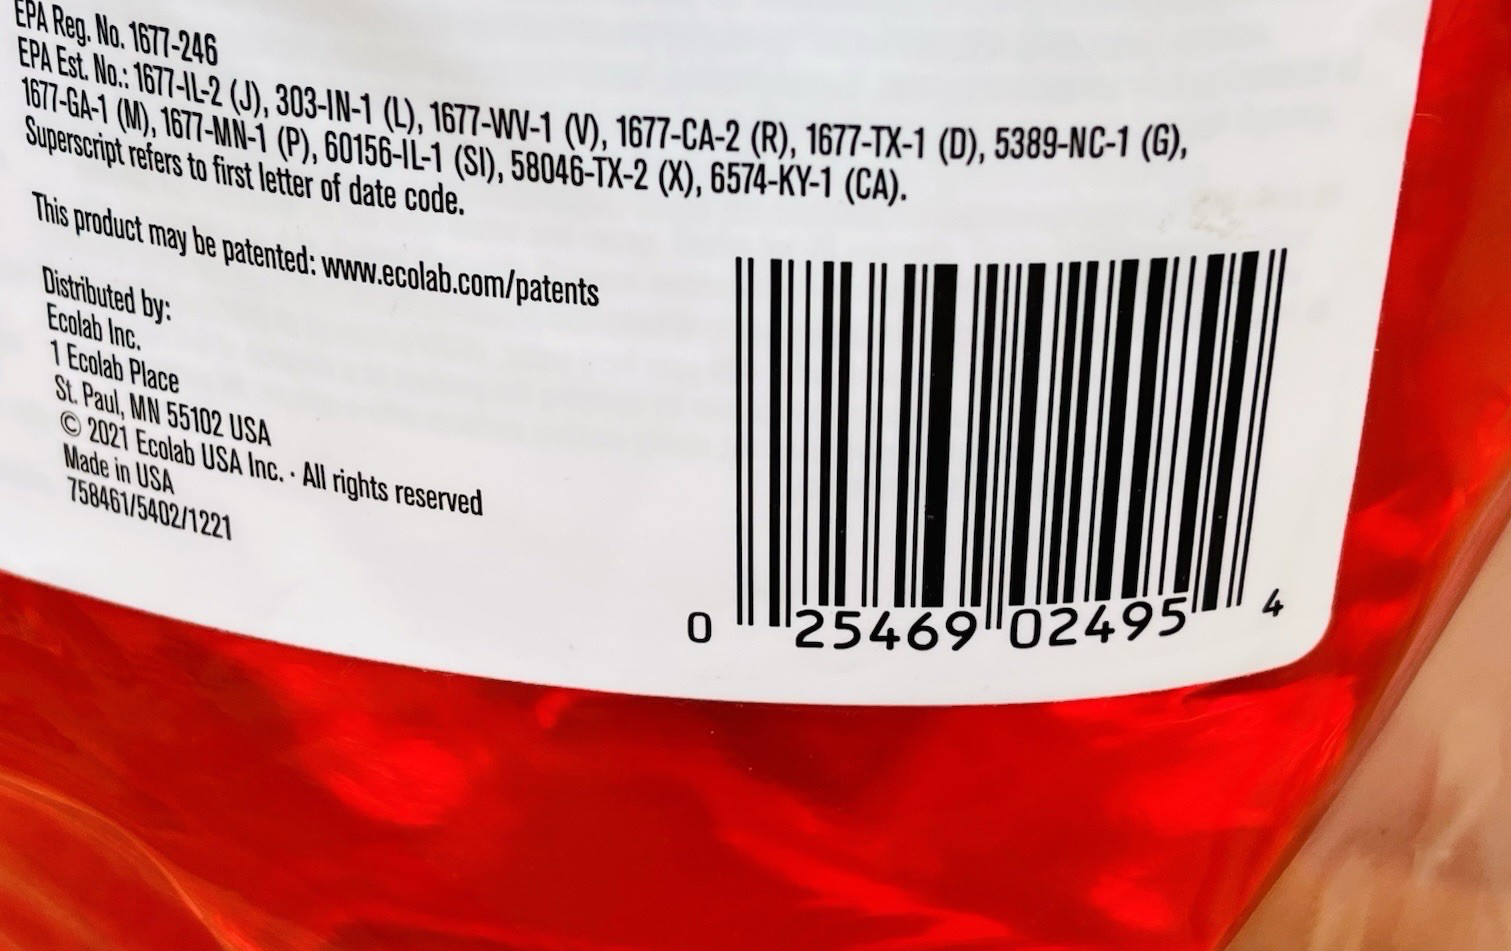 EPA Reg. No. 1677-246
EPA Est. No.: 1677-IL-2 (J), 303-IN-1 (L), 1677-WV-1 (V), 1677-CA-2 (R), 1677-TX-1 (D), 5389-NC-1 (G),
1677-GA-1 (M), 1677-MN-1 (P), 60156-IL-1 (SI), 58046-TX-2 (X), 6574-KY-1 (CA).
Superscript refers to first letter of date code.
This product may be patented: www.ecolab.com/patents
Distributed by:
Ecolab Inc.
1 Ecolab Place
St. Paul, MN 55102 USA
© 2021 Ecolab USA Inc. · All rights reserved
Made in USA
758461/5402/1221
0 25469 02495 4